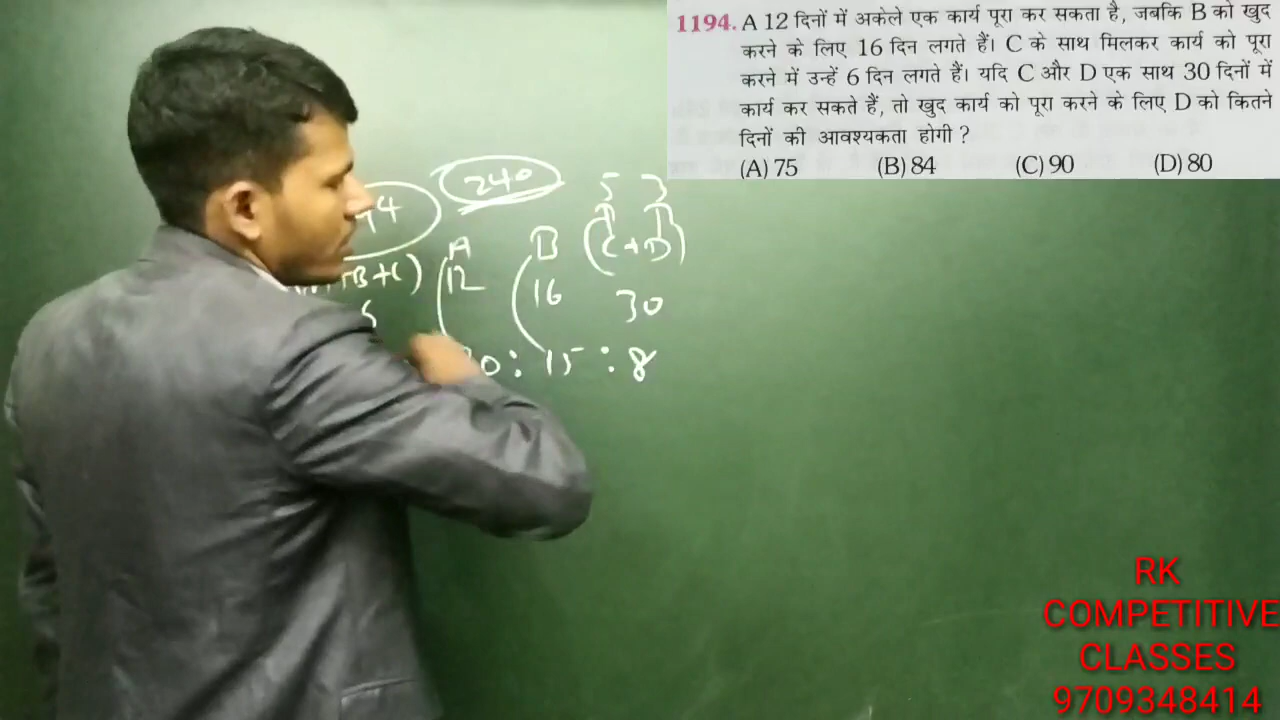 1194. A 12 दिनों में अकेले एक कार्य पूरा कर सकता है, जबकि B को खुद
करने के लिए 16 दिन लगते हैं। C के साथ मिलकर कार्य को पूरा
करने में उन्हें 6 दिन लगते हैं। यदि C और D एक साथ 30 दिनों में
कार्य कर सकते हैं, तो खुद कार्य को पूरा करने के लिए D को कितने
दिनों की आवश्यकता होगी ?
(A) 75 (B) 84 (C) 90 (D) 80
240
5 3
A B (C+D)
B+C)
12 16 30
: 15 : 8
RK
COMPETITIVE
CLASSES
9709348414